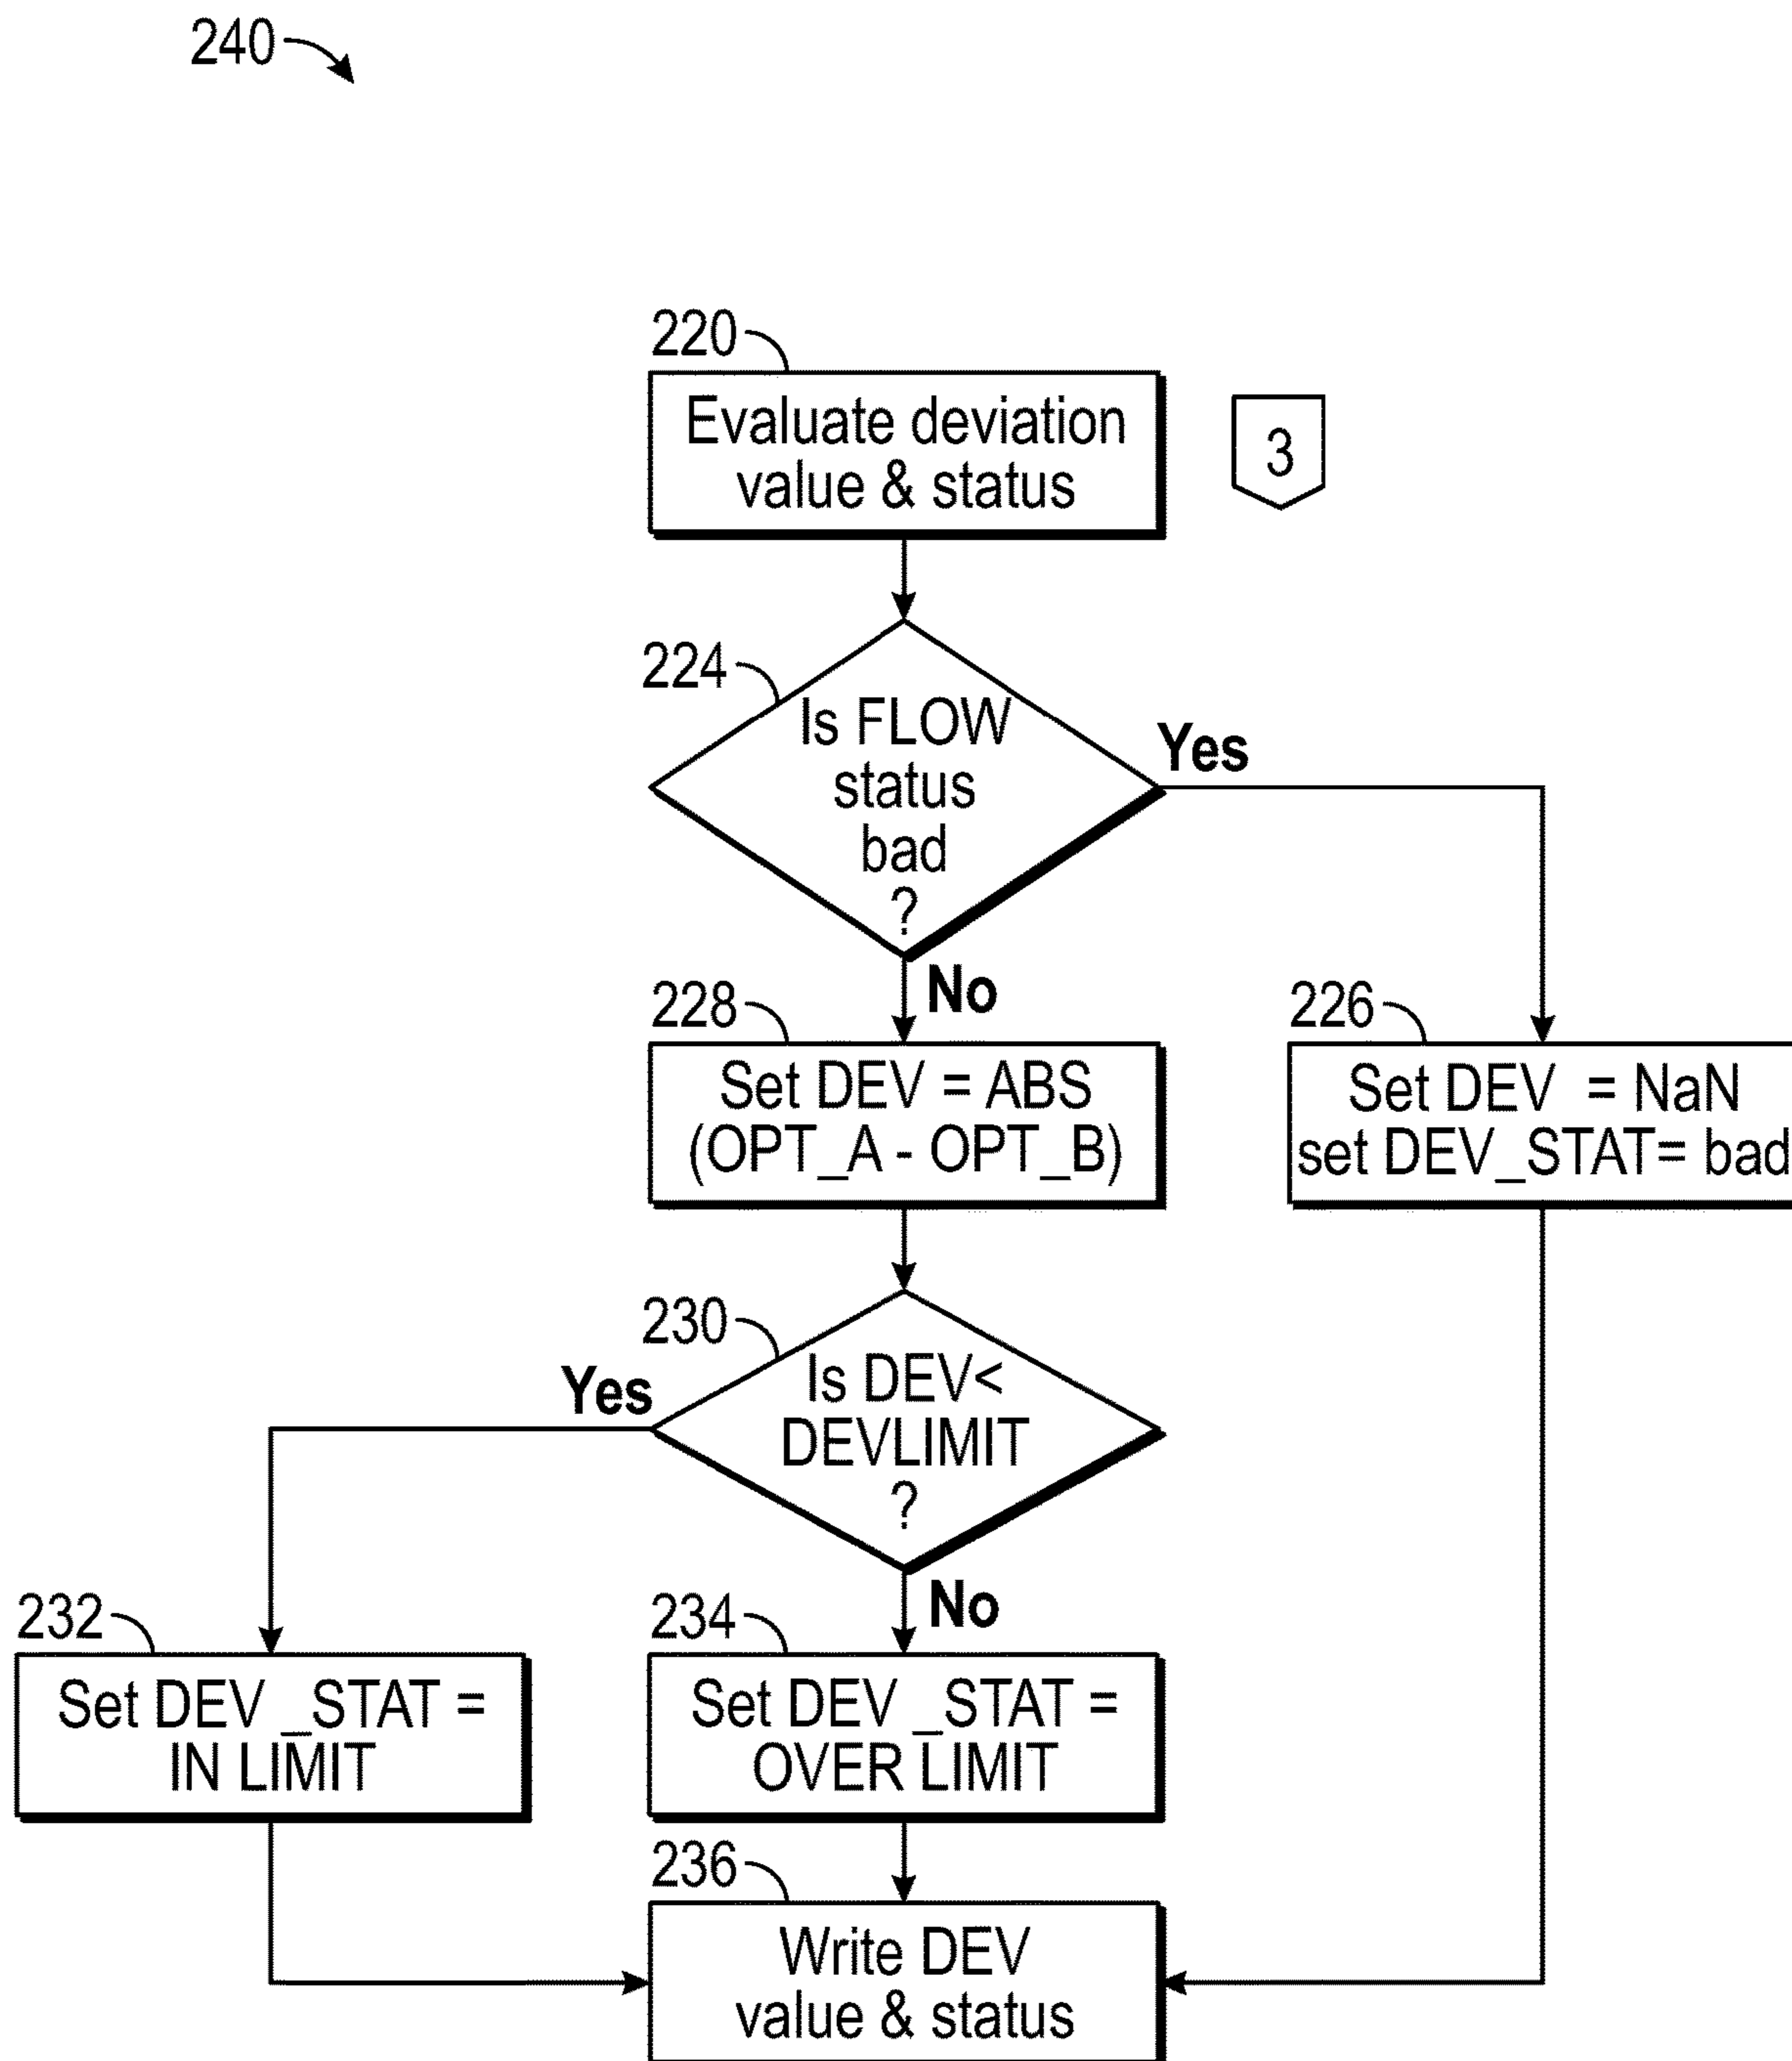 240
220
Evaluate deviation
value & status
3
224
Is FLOW
status
bad
?
Yes
No
228
Set DEV = ABS
(OPT_A - OPT_B)
226
Set DEV = NaN
set DEV_STAT= bad
230
Is DEV<
DEVLIMIT
?
Yes
No
232
Set DEV _STAT =
IN LIMIT
234
Set DEV _STAT =
OVER LIMIT
236
Write DEV
value & status